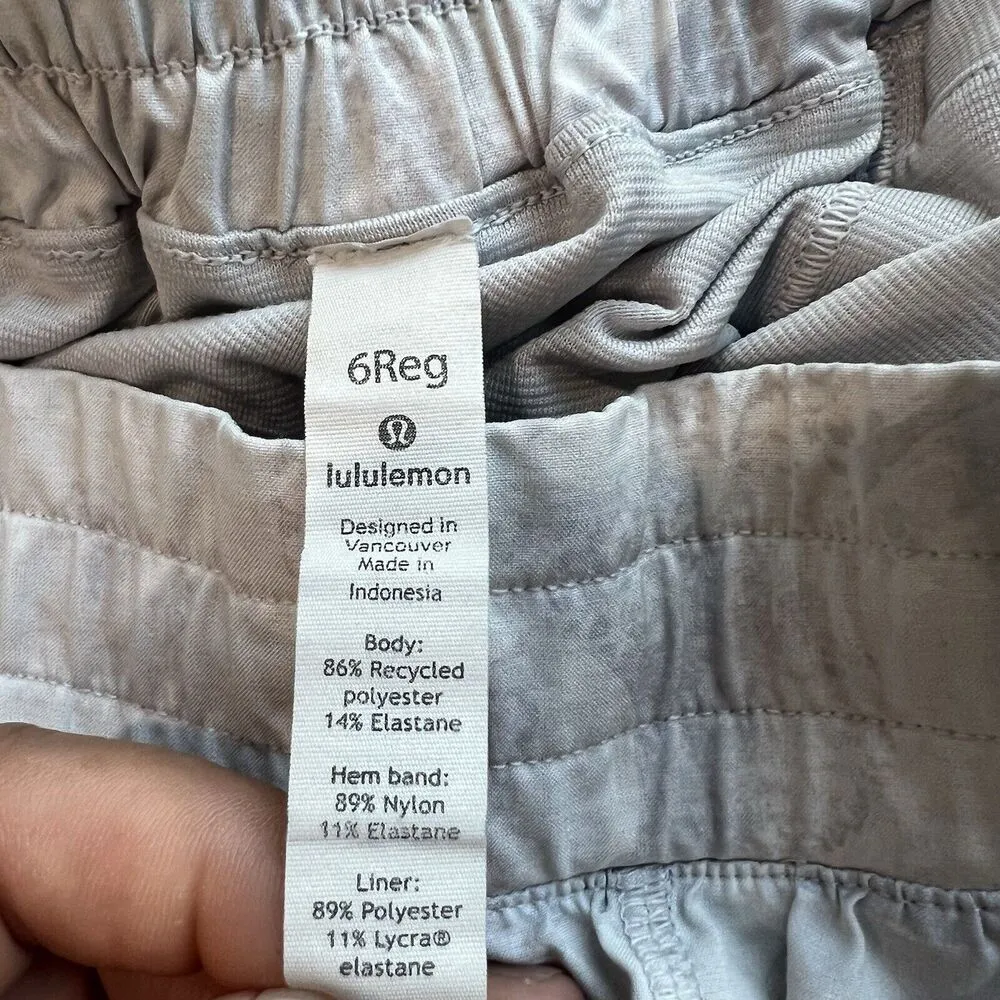 6Reg
lululemon
Designed in
Vancouver
Made in
Indonesia
Body:
86% Recycled
polyester
14% Elastane
Hem band:
89% Nylon
11% Elastane
Liner:
89% Polyester
11% Lycra®
elastane